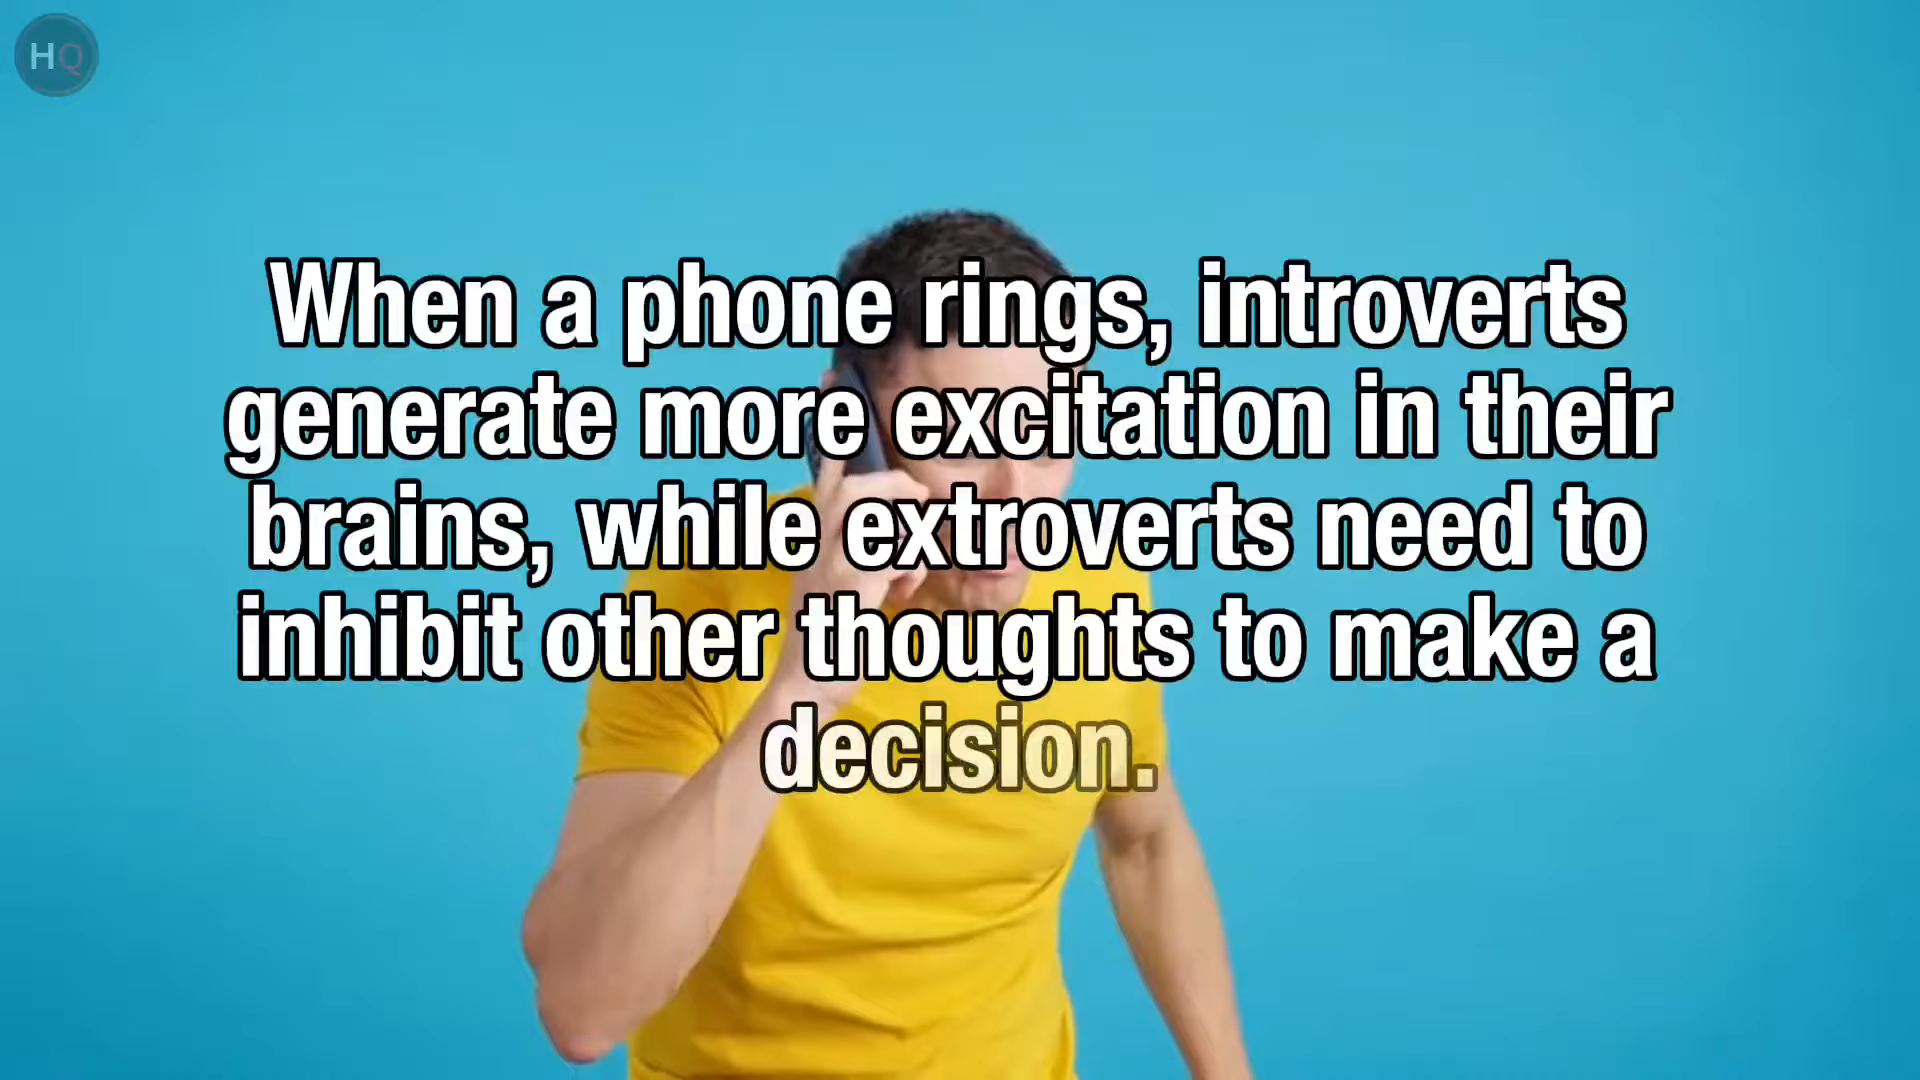 HQ
When a phone rings, introverts
generate more excitation in their
brains, while extroverts need to
inhibit other thoughts to make a
decision.